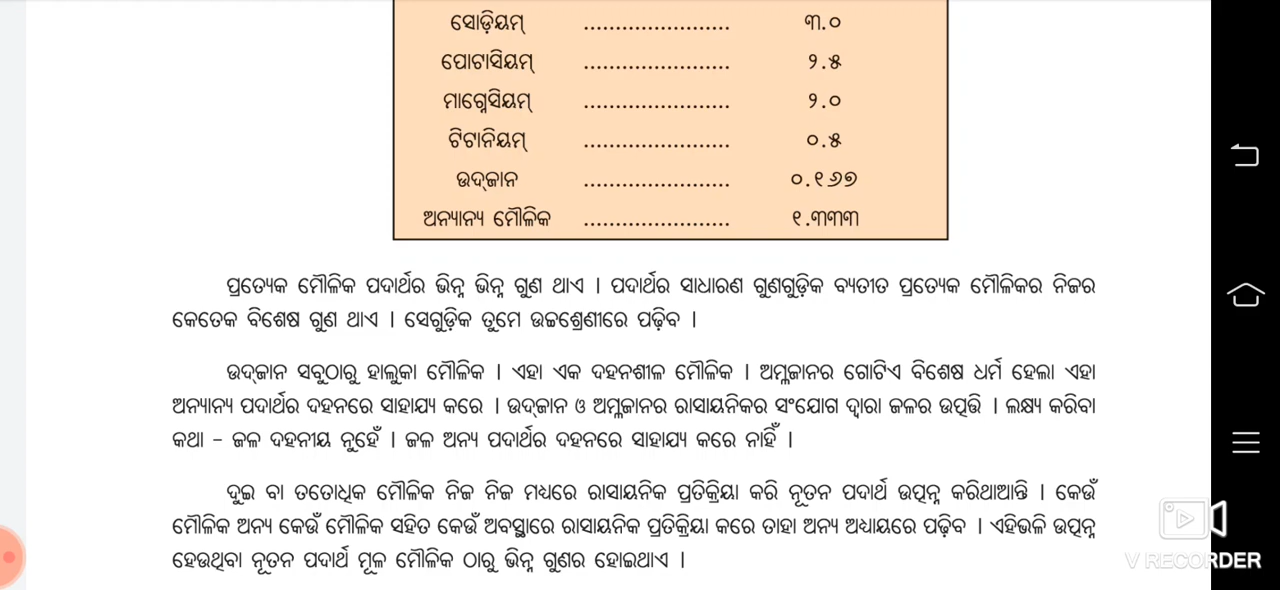 ସୋଡ଼ିୟମ୍ ........................ ୩.୦
ପୋଟାସିୟମ୍ ........................ ୨.୫
ମାଗ୍ନେସିୟମ୍ ........................ ୨.୦
ଟିଟାନିୟମ୍ ........................ ୦.୫
ଉଦ୍‌ଜାନ ........................ ୦.୧୬୭
ଅନ୍ୟାନ୍ୟ ମୌଳିକ ........................ ୧.୩୩୩
ପ୍ରତ୍ୟେକ ମୌଳିକ ପଦାର୍ଥର ଭିନ୍ନ ଭିନ୍ନ ଗୁଣ ଥାଏ । ପଦାର୍ଥର ସାଧାରଣ ଗୁଣଗୁଡ଼ିକ ବ୍ୟତୀତ ପ୍ରତ୍ୟେକ ମୌଳିକର ନିଜର
କେତେକ ବିଶେଷ ଗୁଣ ଥାଏ । ସେଗୁଡ଼ିକ ତୁମେ ଉଚ୍ଚଶ୍ରେଣୀରେ ପଢ଼ିବ ।
ଉଦ୍‌ଜାନ ସବୁଠାରୁ ହାଲୁକା ମୌଳିକ । ଏହା ଏକ ଦହନଶୀଳ ମୌଳିକ । ଅମ୍ଳଜାନର ଗୋଟିଏ ବିଶେଷ ଧର୍ମ ହେଲା ଏହା
ଅନ୍ୟାନ୍ୟ ପଦାର୍ଥର ଦହନରେ ସାହାଯ୍ୟ କରେ । ଉଦ୍‌ଜାନ ଓ ଅମ୍ଳଜାନର ରାସାୟନିକର ସଂଯୋଗ ଦ୍ୱାରା ଜଳର ଉତ୍ପତ୍ତି । ଲକ୍ଷ୍ୟ କରିବା
କଥା – ଜଳ ଦହନୀୟ ନୁହେଁ । ଜଳ ଅନ୍ୟ ପଦାର୍ଥର ଦହନରେ ସାହାଯ୍ୟ କରେ ନାହିଁ ।
ଦୁଇ ବା ତତୋଧିକ ମୌଳିକ ନିଜ ନିଜ ମଧ୍ୟରେ ରାସାୟନିକ ପ୍ରତିକ୍ରିୟା କରି ନୂତନ ପଦାର୍ଥ ଉତ୍ପନ୍ନ କରିଥାଆନ୍ତି । କେଉଁ
ମୌଳିକ ଅନ୍ୟ କେଉଁ ମୌଳିକ ସହିତ କେଉଁ ଅବସ୍ଥାରେ ରାସାୟନିକ ପ୍ରତିକ୍ରିୟା କରେ ତାହା ଅନ୍ୟ ଅଧ୍ୟାୟରେ ପଢ଼ିବ । ଏହିଭଳି ଉତ୍ପନ୍ନ
ହେଉଥିବା ନୂତନ ପଦାର୍ଥ ମୂଳ ମୌଳିକ ଠାରୁ ଭିନ୍ନ ଗୁଣର ହୋଇଥାଏ ।
V RECORDER